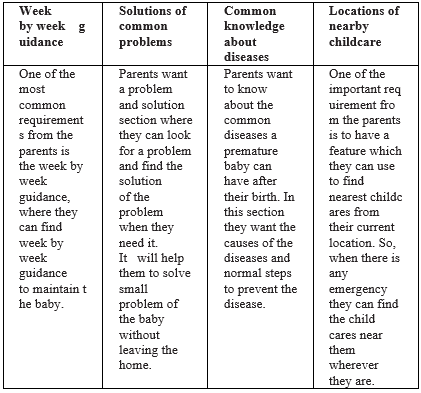 Week
by week g
uidance
One of the
most
common
requirement
s from the
parents is
the week by
week
guidance,
where they
can find
week by
week
guidance
to maintain t
he baby.
Solutions of
common
problems
Parents want
a problem
and solution
section where
they can look
for a problem
and find the
solution
of the
problem
when they
need it.
It will help
them to solve
small
problem of
the baby
without
leaving the
home.
Common
knowledge
about
diseases
Parents want
to know
about the
common
diseases a
premature
baby can
have after
their birth. In
this section
they want the
causes of the
diseases and
normal steps
to prevent the
disease.
Locations of
nearby
childcare
One of the
important req
uirement fro
m the parents
is to have a
feature which
they can use
to find
nearest childc
ares from
their current
location. So,
when there is
any
emergency
they can find
the child
cares near
them
wherever
they are.